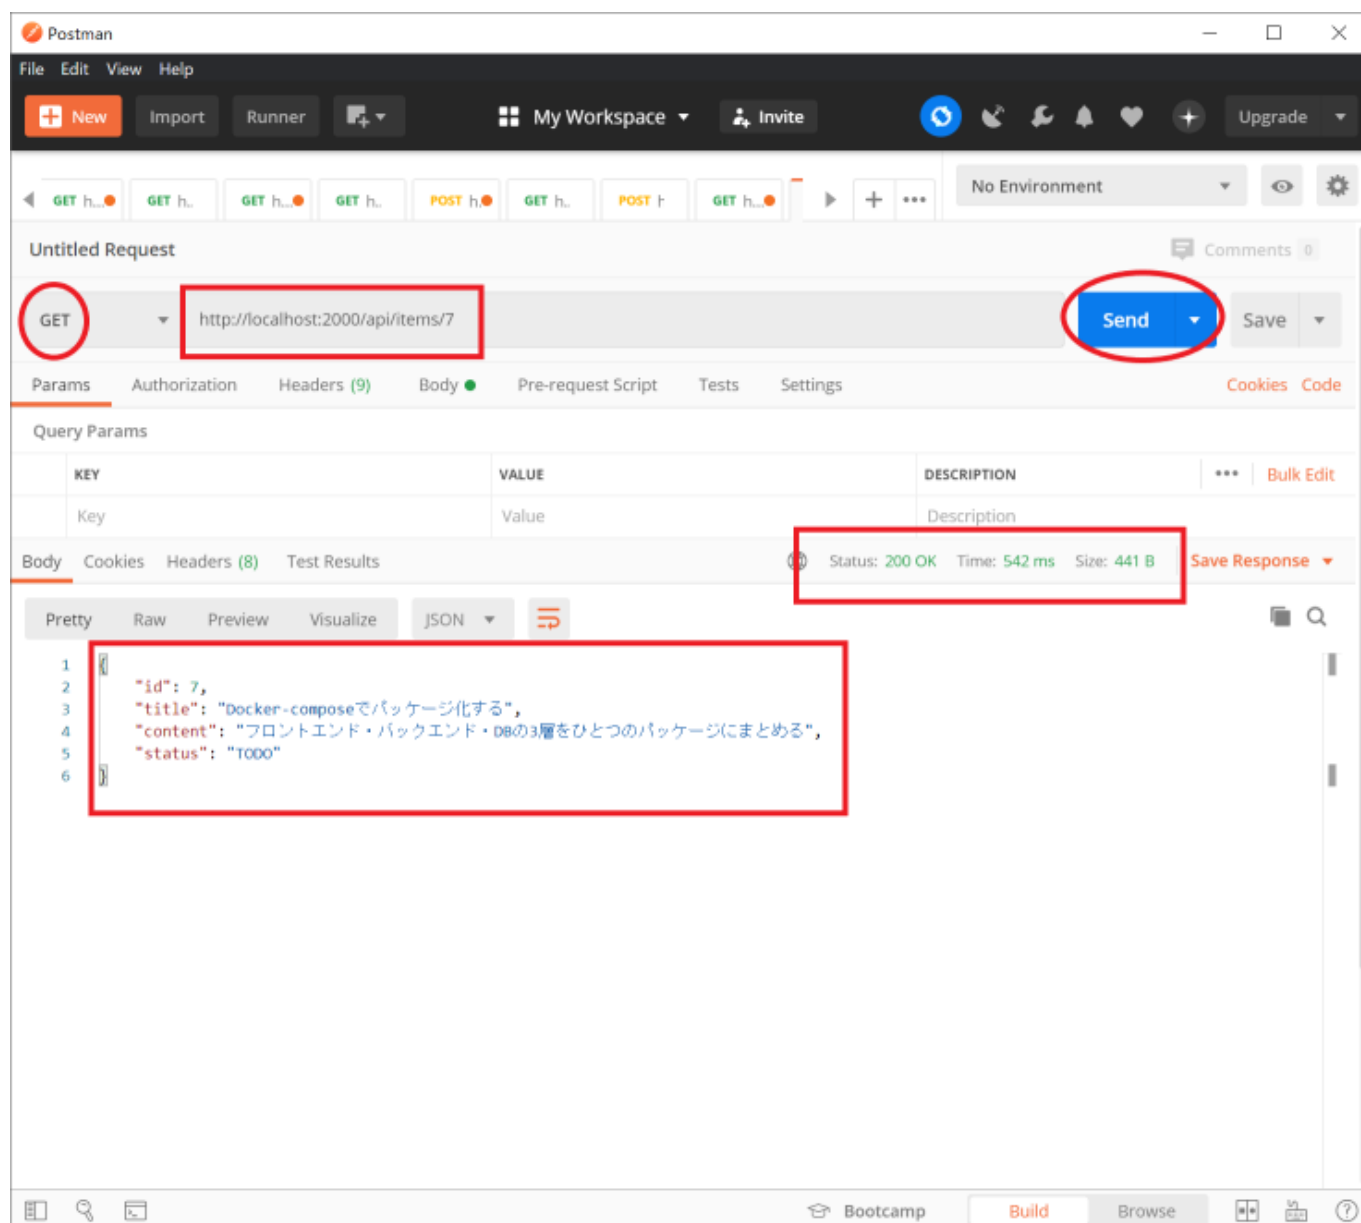 Postman
File Edit View Help
New Import Runner My Workspace Invite Upgrade
GET h... GET h.. GET h... GET h.. POST h. GET h.. POST h GET h... No Environment
Untitled Request Comments 0
GET http://localhost:2000/api/items/7 Send Save
Params Authorization Headers (9) Body Pre-request Script Tests Settings Cookies Code
Query Params
KEY VALUE DESCRIPTION ••• Bulk Edit
Key Value Description
Body Cookies Headers (8) Test Results Status: 200 OK Time: 542 ms Size: 441 B Save Response
Pretty Raw Preview Visualize JSON
1 {
2 "id": 7,
3 "title": "Docker-composeでパッケージ化する",
4 "content": "フロントエンド・バックエンド・DBの3層をひとつのパッケージにまとめる",
5 "status": "TODO"
6 }
Bootcamp Build Browse